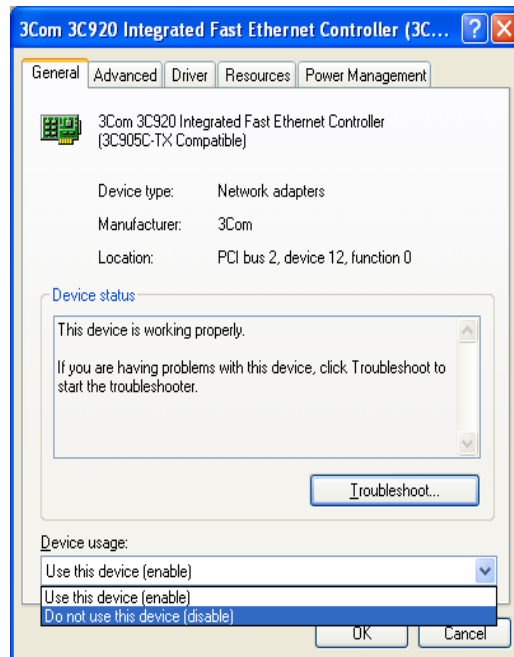 3Com 3C920 Integrated Fast Ethernet Controller (3C...
General Advanced Driver Resources Power Management
3Com 3C920 Integrated Fast Ethernet Controller
(3C905C-TX Compatible)
Device type: Network adapters
Manufacturer: 3Com
Location: PCI bus 2, device 12, function 0
Device status
This device is working properly.
If you are having problems with this device, click Troubleshoot to
start the troubleshooter.
Troubleshoot...
Device usage:
Use this device (enable)
Use this device (enable)
Do not use this device (disable)
OK Cancel